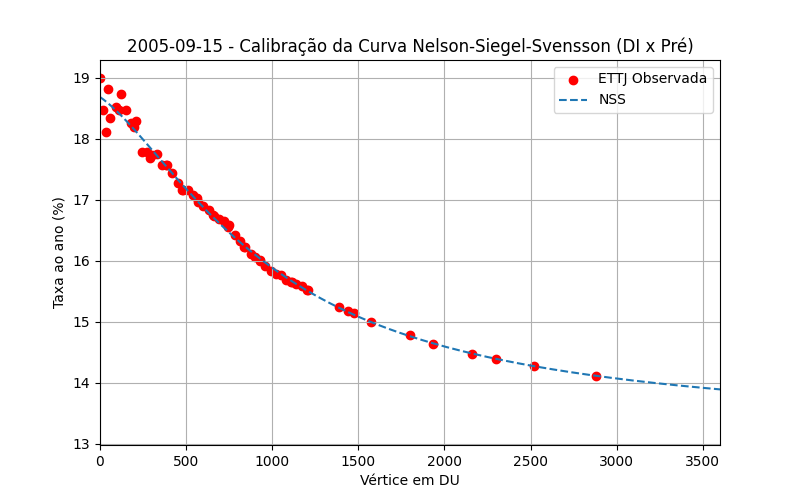 2005-09-15 - Calibração da Curva Nelson-Siegel-Svensson (DI x Pré)
ETTJ Observada
NSS
Taxa ao ano (%)
19
18
17
16
15
14
13
0 500 1000 1500 2000 2500 3000 3500
Vértice em DU